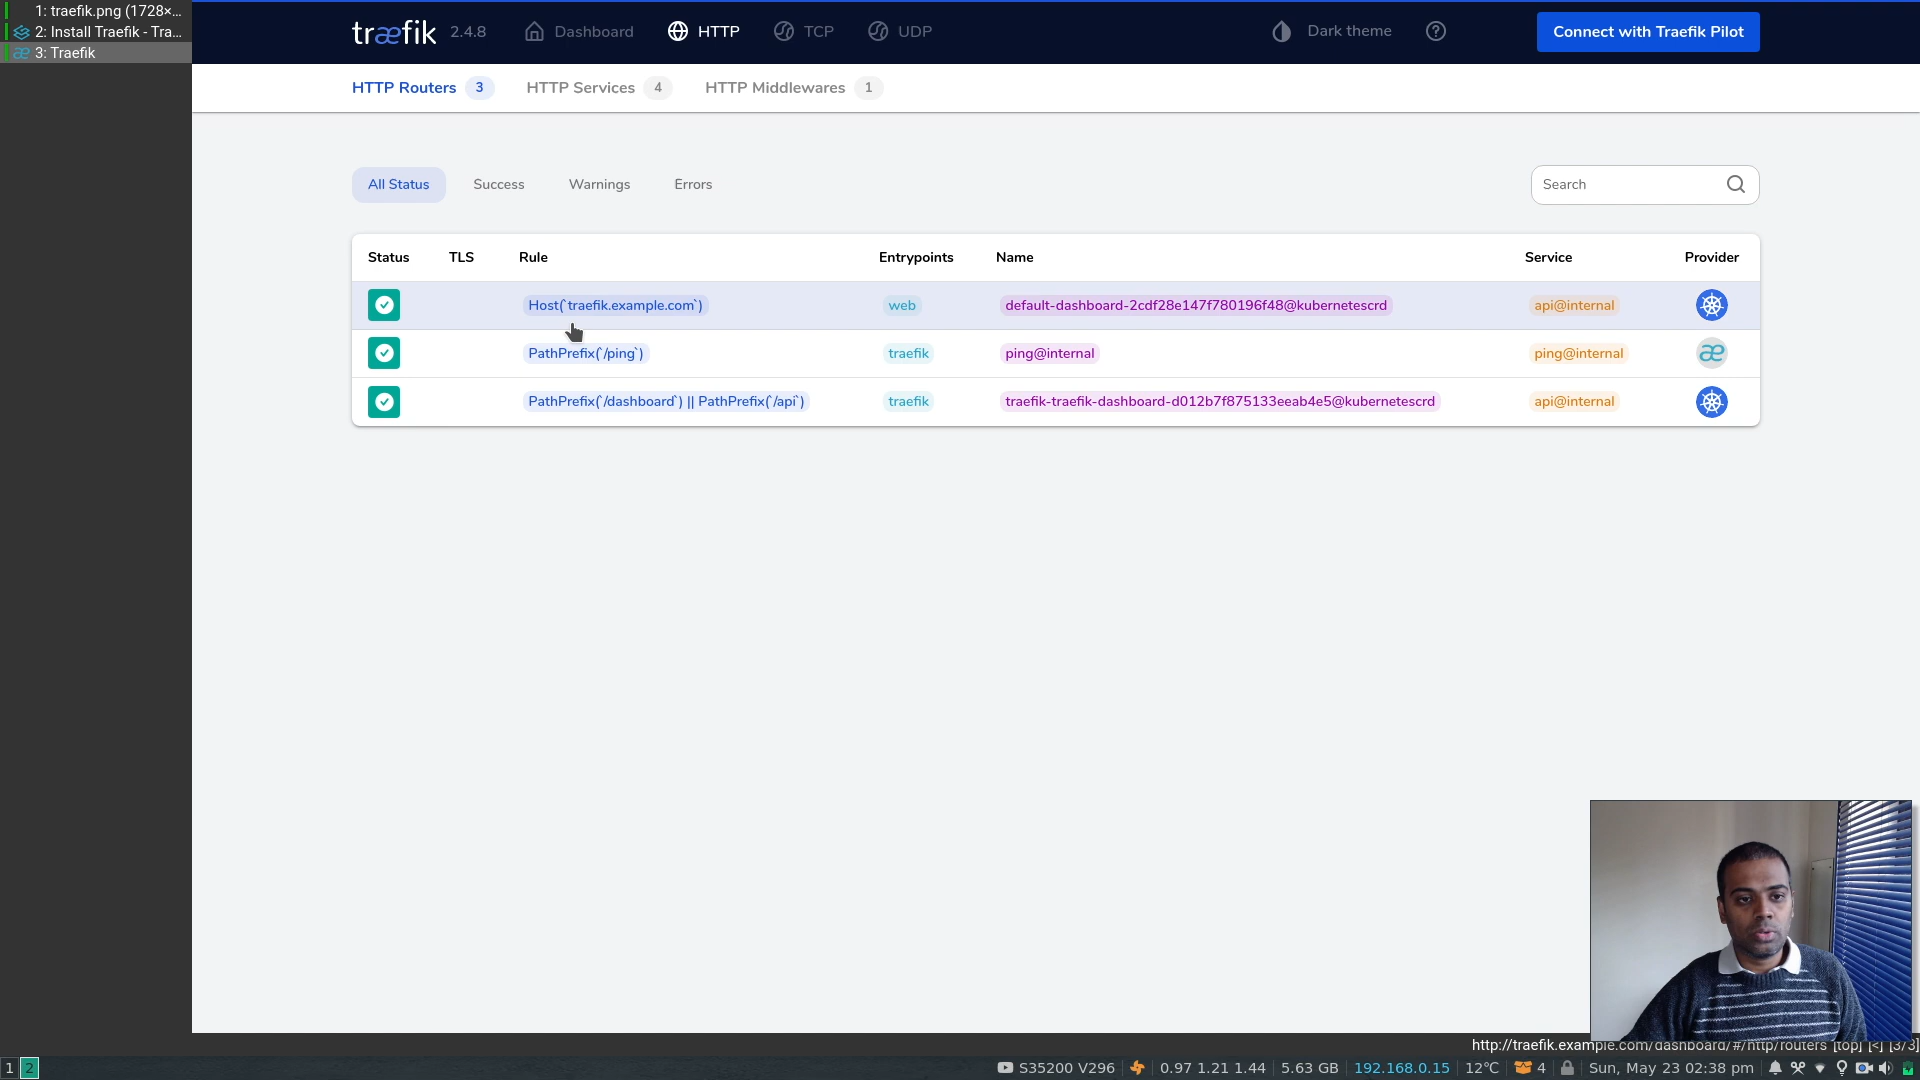 1: traefik.png (1728×...
2: Install Traefik - Tra...
3: Traefik
træfik 2.4.8 Dashboard HTTP TCP UDP Dark theme Connect with Traefik Pilot
HTTP Routers 3 HTTP Services 4 HTTP Middlewares 1
All Status Success Warnings Errors Search
Status TLS Rule Entrypoints Name Service Provider
Host(`traefik.example.com`) web default-dashboard-2cdf28e147f780196f48@kubernetescrd api@internal
PathPrefix(`/ping`) traefik ping@internal ping@internal
PathPrefix(`/dashboard`) || PathPrefix(`/api`) traefik traefik-traefik-dashboard-d012b7f875133eeab4e5@kubernetescrd api@internal
http://traefik.example.com/dashboard/#/http/routers [top] [<] [3/3]
1 2 S35200 V296 0.97 1.21 1.44 5.63 GB 192.168.0.15 12°C 4 Sun, May 23 02:38 pm